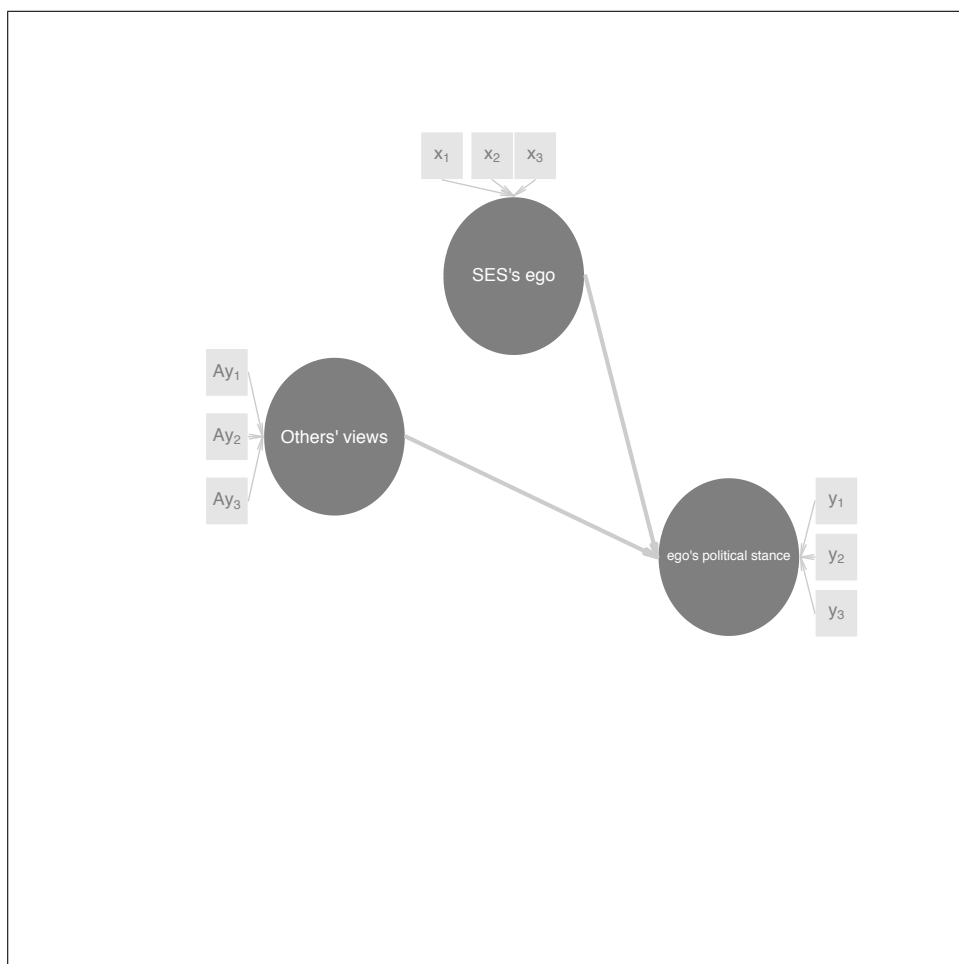 x₁ x₂ x₃
SES's ego
Ay₁
Others' views
Ay₂
Ay₃
y₁
ego's political stance
y₂
y₃